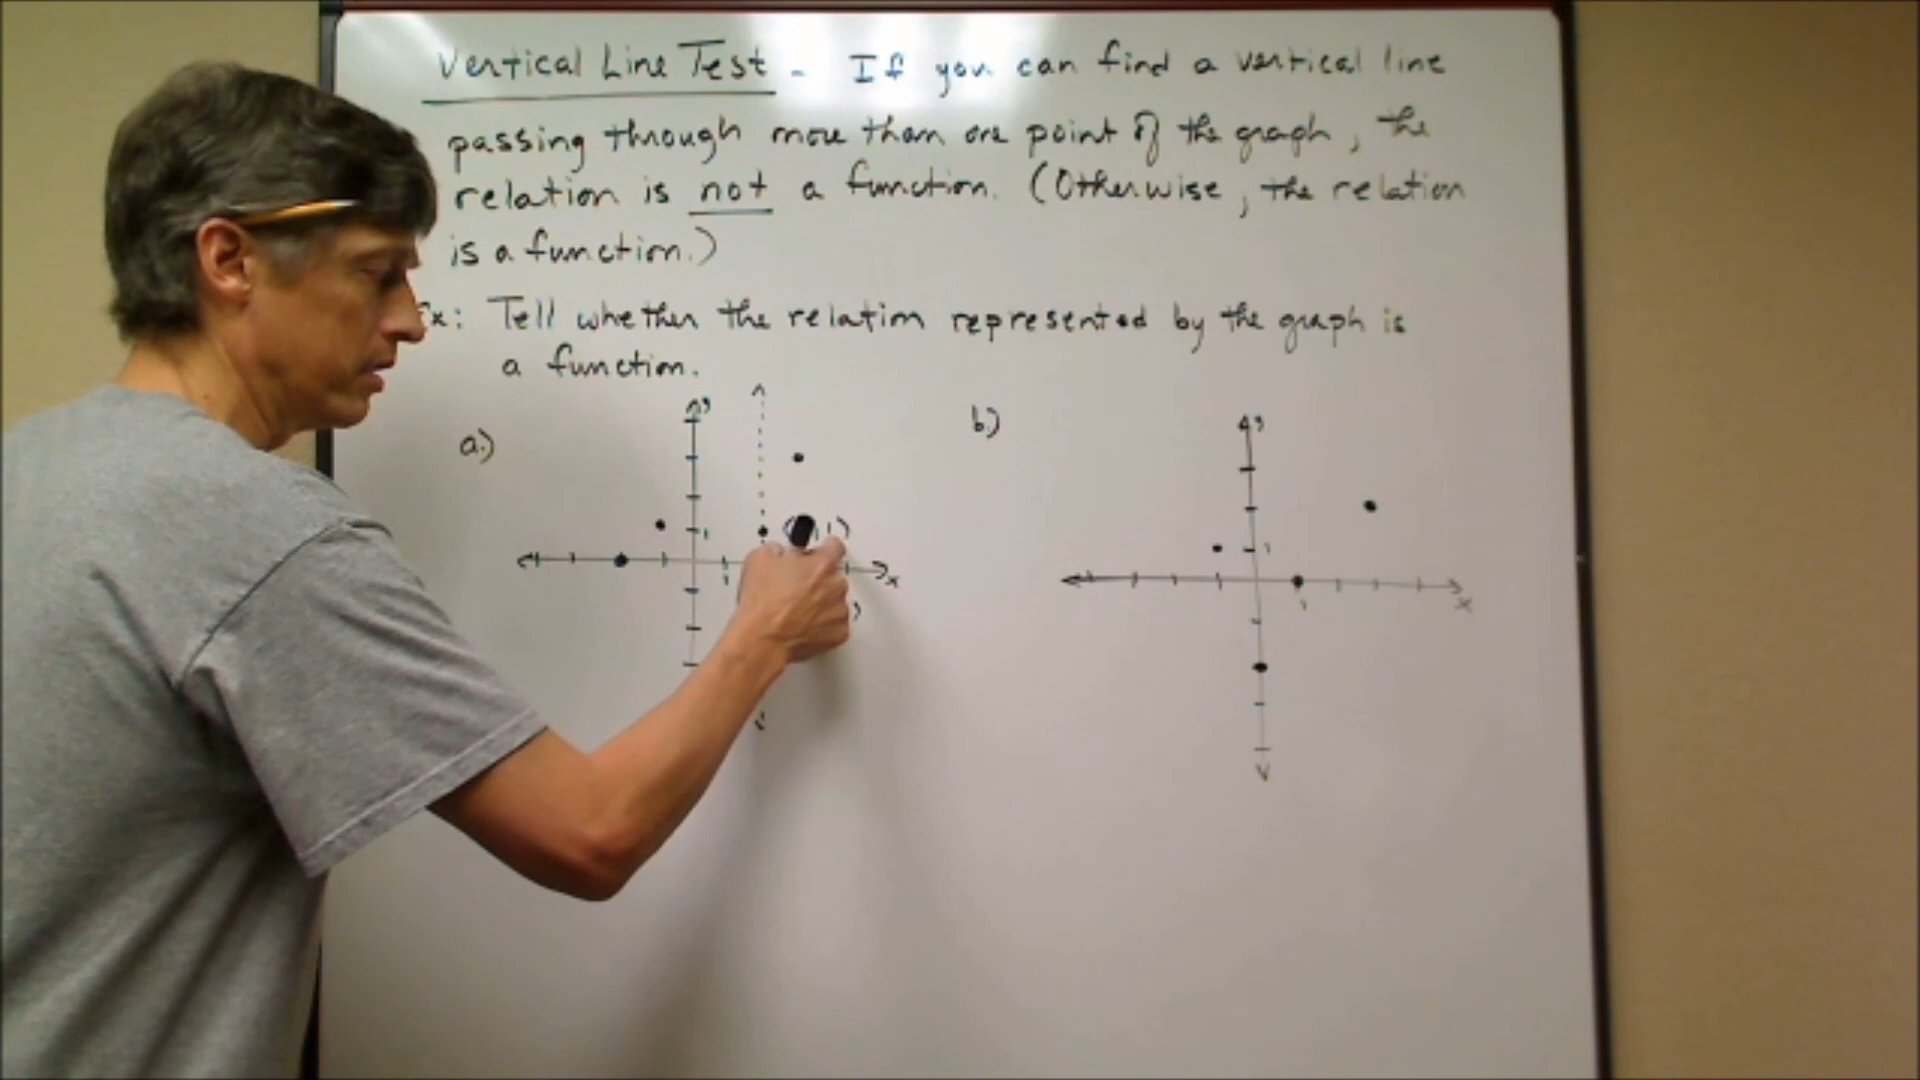 Vertical Line Test - If you can find a vertical line
passing through more than one point of the graph, the
relation is not a function. (Otherwise, the relation
is a function.)
Ex: Tell whether the relation represented by the graph is
a function.
a.)
b.)
y
y
1
1)
1
x
)
1
1
x